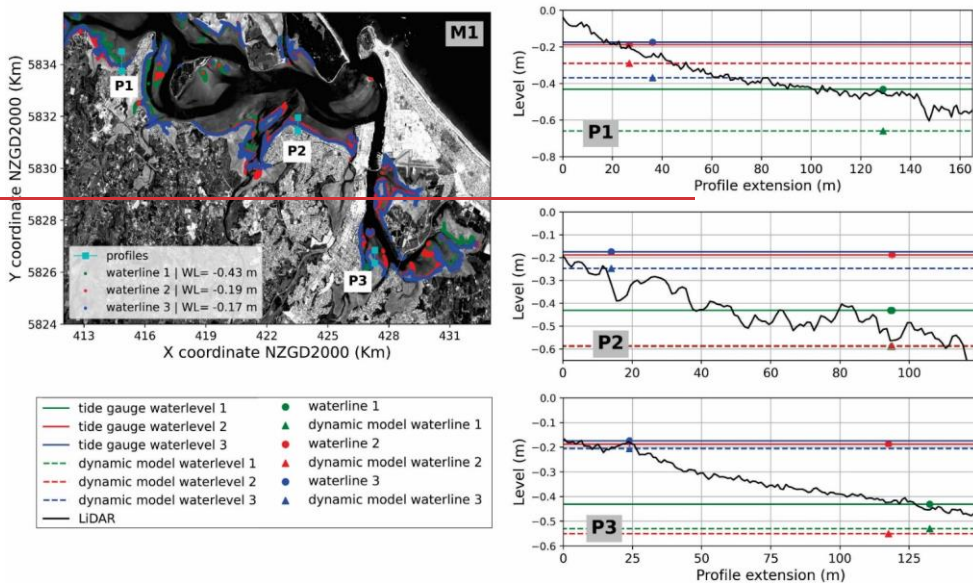 M1
P1
P2
P3
Y coordinate NZGD2000 (Km)
5834
5832
5830
5828
5826
5824
profiles
waterline 1 | WL= -0.43 m
waterline 2 | WL= -0.19 m
waterline 3 | WL= -0.17 m
413 416 419 422 425 428 431
X coordinate NZGD2000 (Km)
tide gauge waterlevel 1
tide gauge waterlevel 2
tide gauge waterlevel 3
dynamic model waterlevel 1
dynamic model waterlevel 2
dynamic model waterlevel 3
LiDAR
waterline 1
dynamic model waterline 1
waterline 2
dynamic model waterline 2
waterline 3
dynamic model waterline 3
Level (m)
0.0
−0.2
−0.4
−0.6
−0.8
P1
0 20 40 60 80 100 120 140 160
Profile extension (m)
Level (m)
0.0
−0.1
−0.2
−0.3
−0.4
−0.5
−0.6
P2
0 20 40 60 80 100
Level (m)
0.0
−0.1
−0.2
−0.3
−0.4
−0.5
−0.6
P3
0 25 50 75 100 125
Profile extension (m)